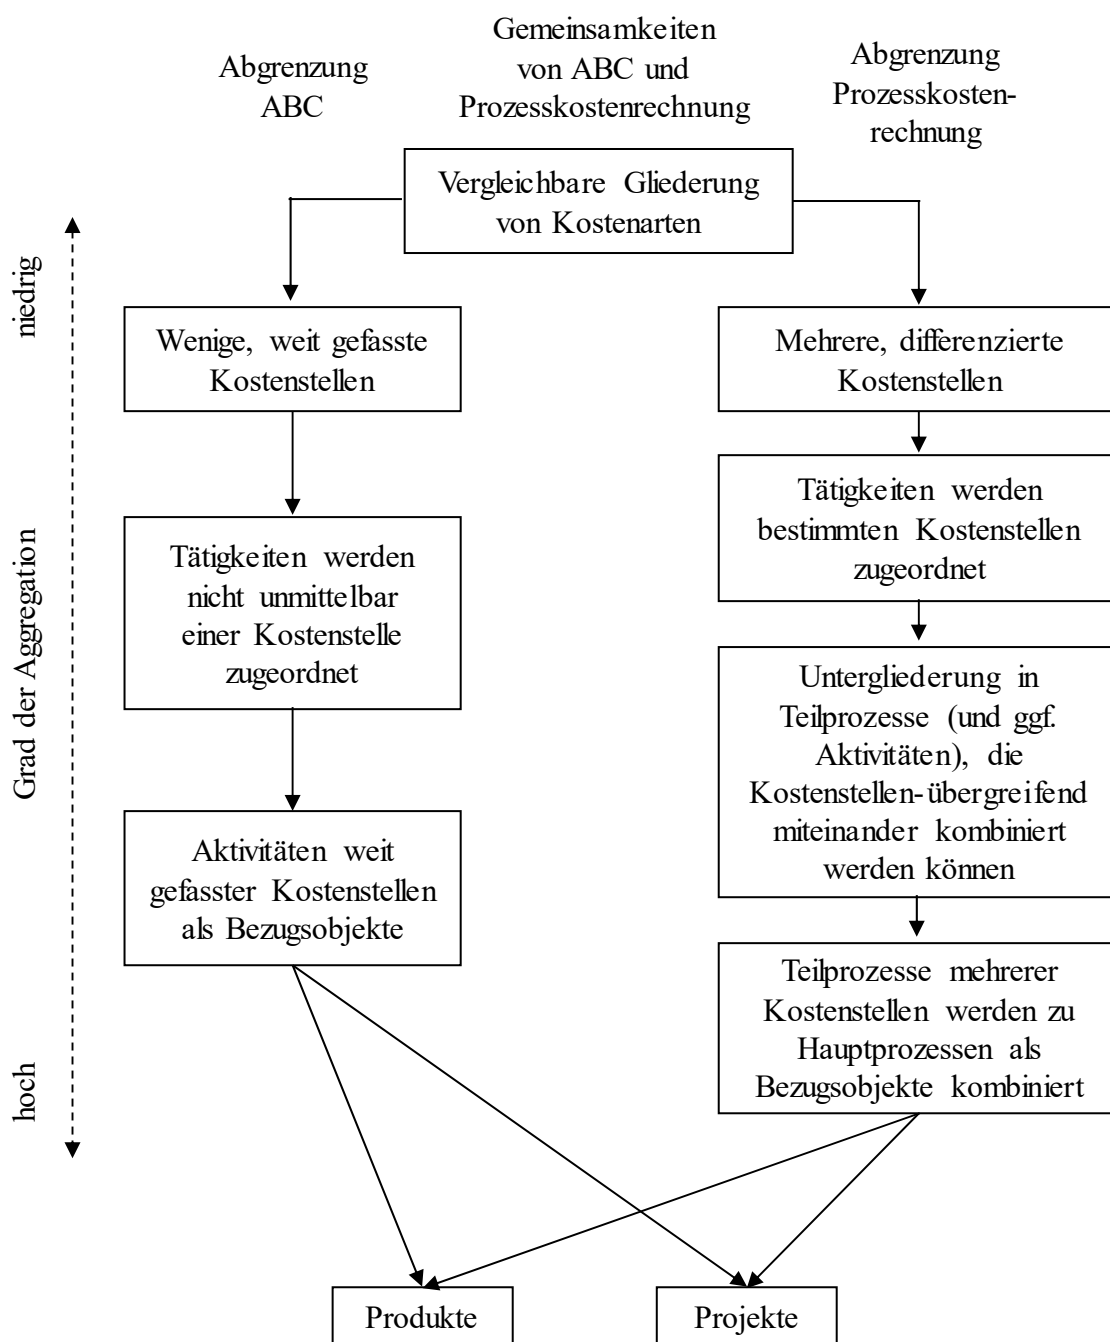 Abgrenzung
ABC
Gemeinsamkeiten
von ABC und
Prozesskostenrechnung
Abgrenzung
Prozesskosten-
rechnung
Vergleichbare Gliederung
von Kostenarten
niedrig
Grad der Aggregation
hoch
Wenige, weit gefasste
Kostenstellen
Tätigkeiten werden
nicht unmittelbar
einer Kostenstelle
zugeordnet
Aktivitäten weit
gefasster Kostenstellen
als Bezugsobjekte
Mehrere, differenzierte
Kostenstellen
Tätigkeiten werden
bestimmten Kostenstellen
zugeordnet
Untergliederung in
Teilprozesse (und ggf.
Aktivitäten), die
Kostenstellen-übergreifend
miteinander kombiniert
werden können
Teilprozesse mehrerer
Kostenstellen werden zu
Hauptprozessen als
Bezugsobjekte kombiniert
Produkte
Projekte